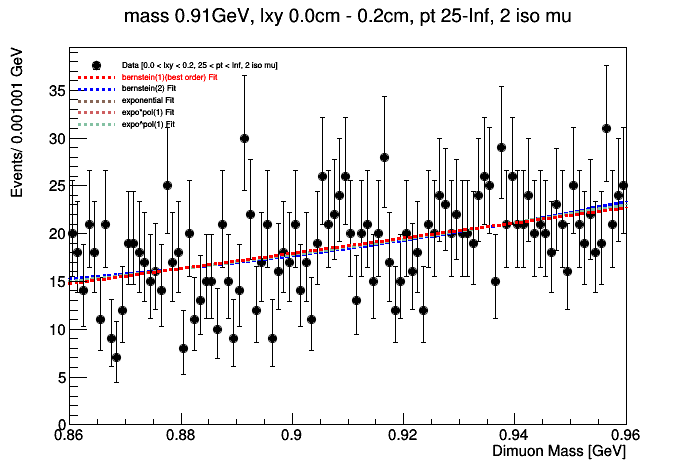 mass 0.91GeV, lxy 0.0cm - 0.2cm, pt 25-Inf, 2 iso mu
Events/ 0.001001 GeV
Data [0.0 < lxy < 0.2, 25 < pt < Inf, 2 iso mu]
bernstein(1)(best order) Fit
bernstein(2) Fit
exponential Fit
expo*pol(1) Fit
expo^pol(1) Fit
35
30
25
20
15
10
5
0
0.86
0.88
0.9
0.92
0.94
0.96
Dimuon Mass [GeV]